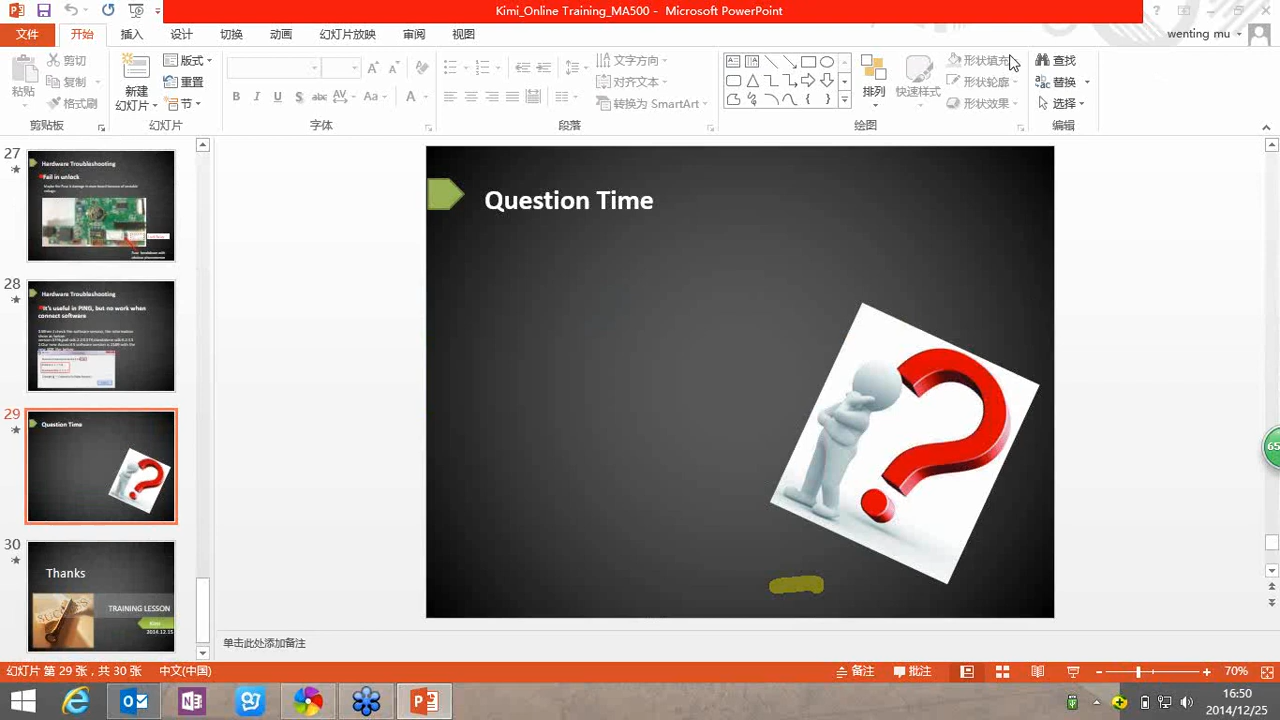 Kimi_Online Training_MA500 - Microsoft PowerPoint
文件 开始 插入 设计 切换 动画 幻灯片放映 审阅 视图 wenting mu
粘贴 剪切 复制 格式刷 剪贴板
新建 幻灯片 版式 重置 节 幻灯片
B I U S abc AV Aa A 字体
文字方向 对齐文本 转换为 SmartArt 段落
排列 快速样式 形状填充 形状轮廓 形状效果 绘图
查找 替换 选择 编辑
27
Hardware Troubleshooting
Fail in unlock
28
Hardware Troubleshooting
It's useful in PING, but no work when
connect software
29
Question Time
30
Thanks
TRAINING LESSON
Kimi
2014.12.15
Question Time
65
单击此处添加备注
幻灯片 第 29 张，共 30 张 中文(中国) 备注 批注 70%
16:50
2014/12/25